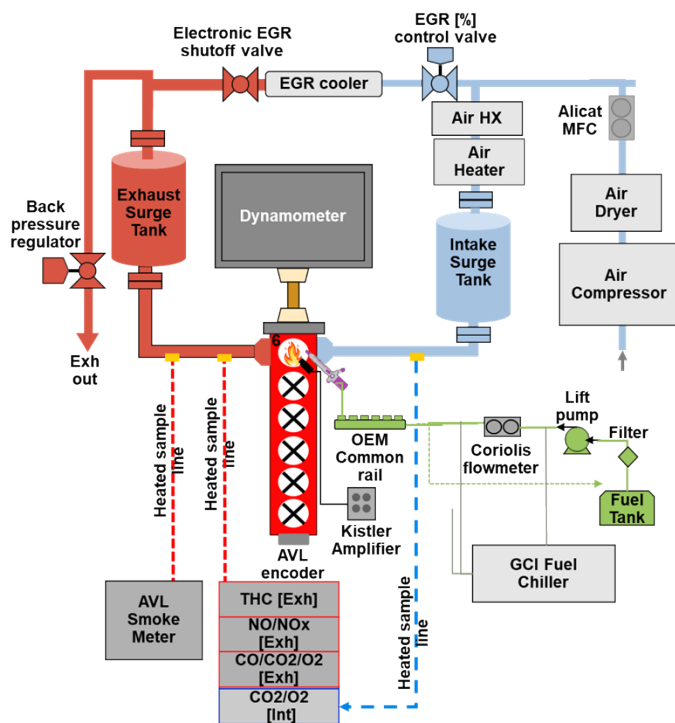 Electronic EGR
shutoff valve
EGR [%]
control valve
EGR cooler
Air HX
Alicat
MFC
Air
Heater
Exhaust
Surge
Tank
Dynamometer
Air
Dryer
Back
pressure
regulator
Intake
Surge
Tank
Air
Compressor
Exh
out
6
Heated sample
line
Heated sample
line
OEM
Common
rail
Lift
pump
Filter
Coriolis
flowmeter
Fuel
Tank
Kistler
Amplifier
AVL
encoder
GCI Fuel
Chiller
Heated sample
line
AVL
Smoke
Meter
THC [Exh]
NO/NOx
[Exh]
CO/CO2/O2
[Exh]
CO2/O2
[Int]